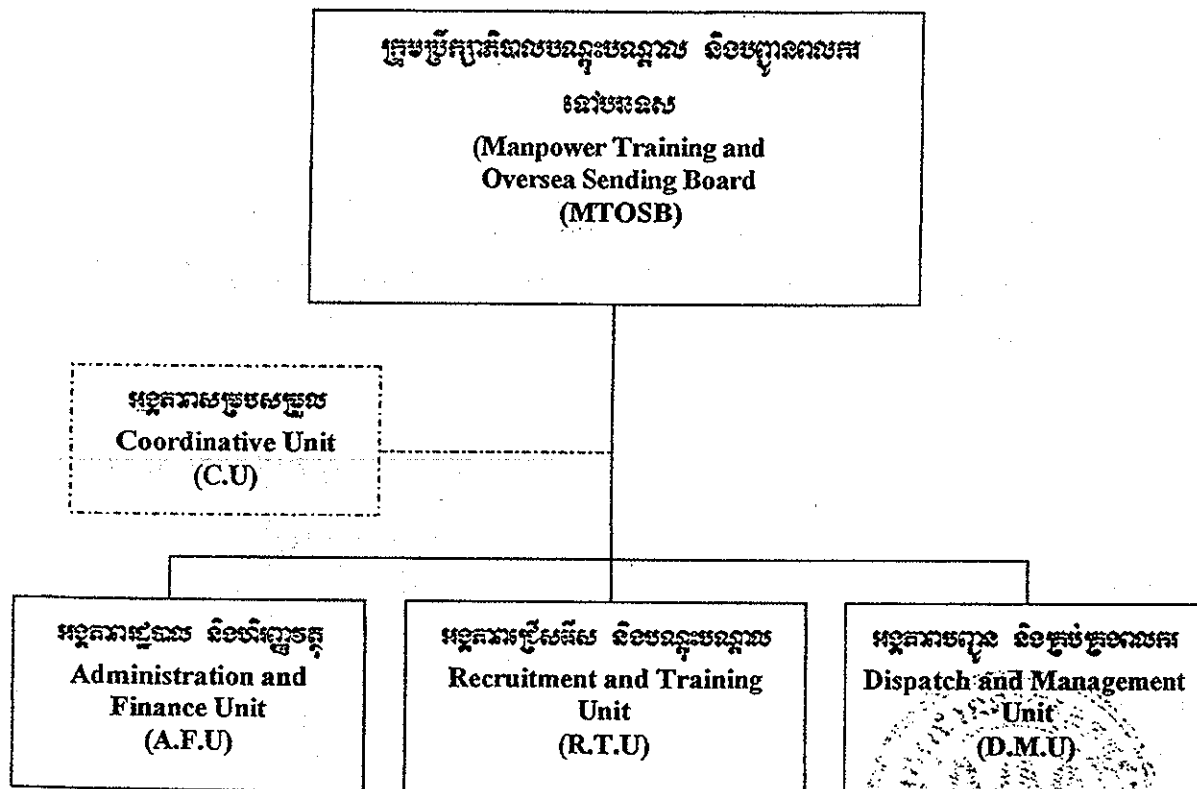 ក្រុមប្រឹក្សាភិបាលបណ្តុះបណ្តាល និងបញ្ជូនពលករ
ទៅបរទេស
(Manpower Training and
Oversea Sending Board
(MTOSB)
អង្គភាពសម្របសម្រួល
Coordinative Unit
(C.U)
អង្គភាពរដ្ឋបាល និងហិរញ្ញវត្ថុ
Administration and
Finance Unit
(A.F.U)
អង្គភាពជ្រើសរើស និងបណ្តុះបណ្តាល
Recruitment and Training
Unit
(R.T.U)
អង្គភាពបញ្ជូន និងគ្រប់គ្រងពលករ
Dispatch and Management
Unit
(D.M.U)